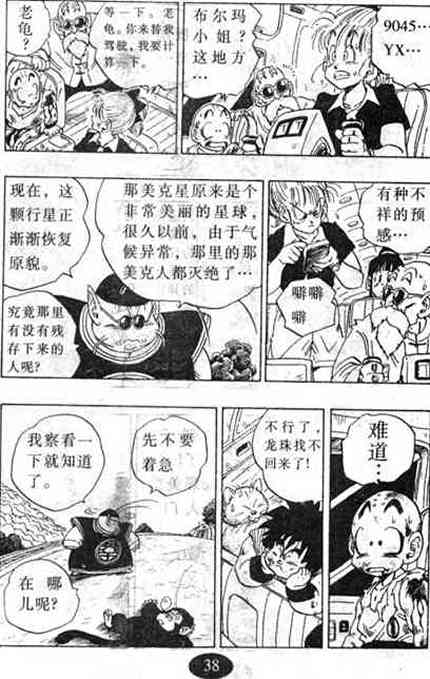 9045…
YX…
布尔玛
小姐？
这地方
…
等一下。老
龟。你来替我
驾驶，我要计
算一下。
老龟？
有种不
祥的预
感…
噼噼
噼
那美克星原来是个
非常美丽的星球，
很久以前，由于气
候异常，那里的那
美克人都灭绝了…
现在，这
颗行星正
渐渐恢复
原貌。
究竟那里
有没有残
存下来的
人呢？
难道…
不行了，
龙珠找不
回来了！
先不要
着急
我察看一
下就知道
了。
在哪
儿呢？
38